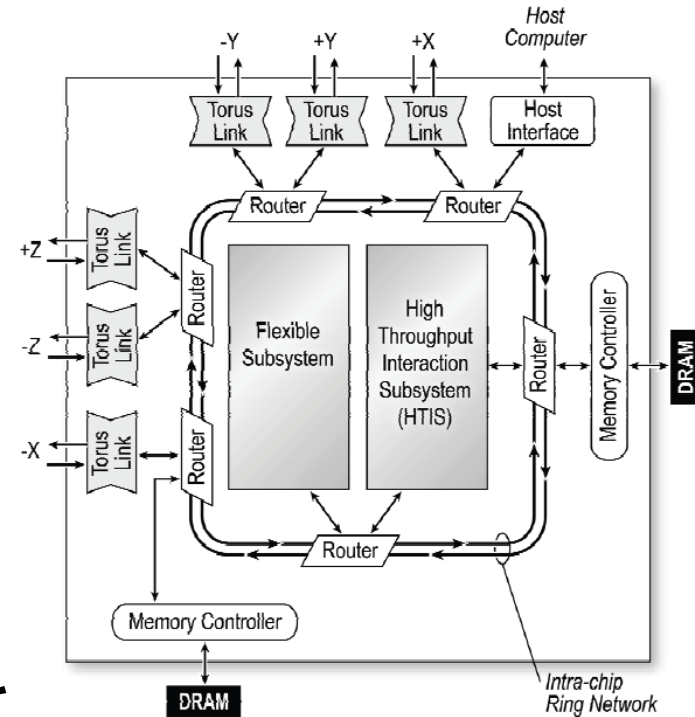 Host
Computer
-Y
+Y
+X
Torus
Link
Torus
Link
Torus
Link
Host
Interface
Router
Router
+Z
Torus
Link
Router
-Z
Torus
Link
-X
Torus
Link
Router
Flexible
Subsystem
High
Throughput
Interaction
Subsystem
(HTIS)
Router
Memory Controller
DRAM
Router
Memory Controller
DRAM
Intra-chip
Ring Network